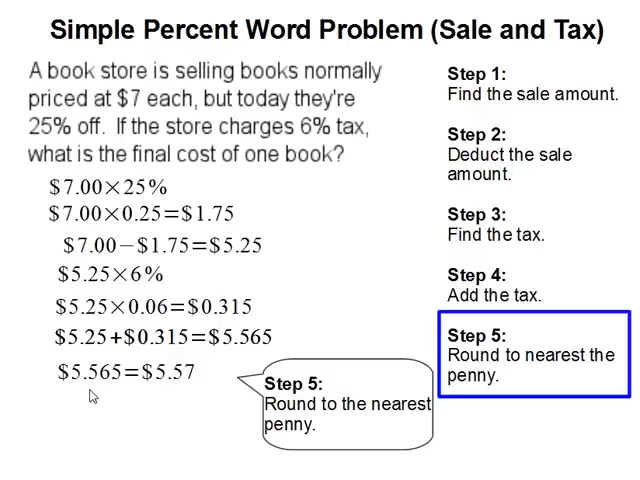 Simple Percent Word Problem (Sale and Tax)
A book store is selling books normally
priced at $7 each, but today they're
25% off.  If the store charges 6% tax,
what is the final cost of one book?
$7.00×25%
$7.00×0.25=$1.75
$7.00−$1.75=$5.25
$5.25×6%
$5.25×0.06=$0.315
$5.25+$0.315=$5.565
$5.565=$5.57
Step 5:
Round to the nearest
penny.
Step 1:
Find the sale amount.
Step 2:
Deduct the sale
amount.
Step 3:
Find the tax.
Step 4:
Add the tax.
Step 5:
Round to nearest the
penny.